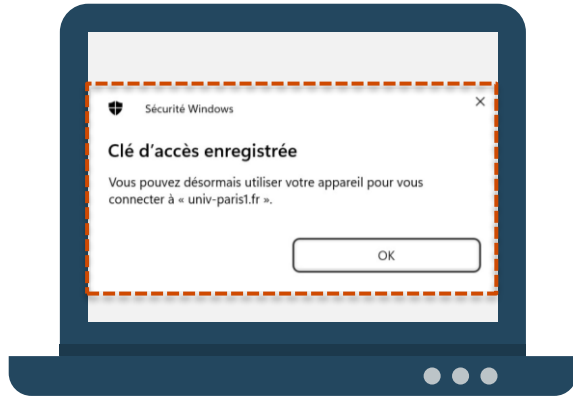 Sécurité Windows
Clé d'accès enregistrée
Vous pouvez désormais utiliser votre appareil pour vous
connecter à « univ-paris1.fr ».
OK